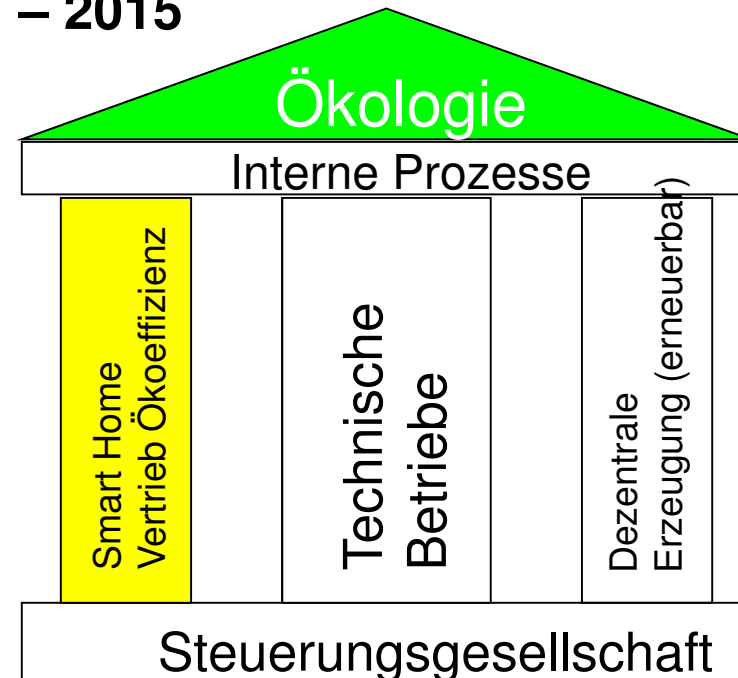 – 2015
Ökologie
Interne Prozesse
Smart Home
Vertrieb Ökoeffizienz
Technische
Betriebe
Dezentrale
Erzeugung (erneuerbar)
Steuerungsgesellschaft